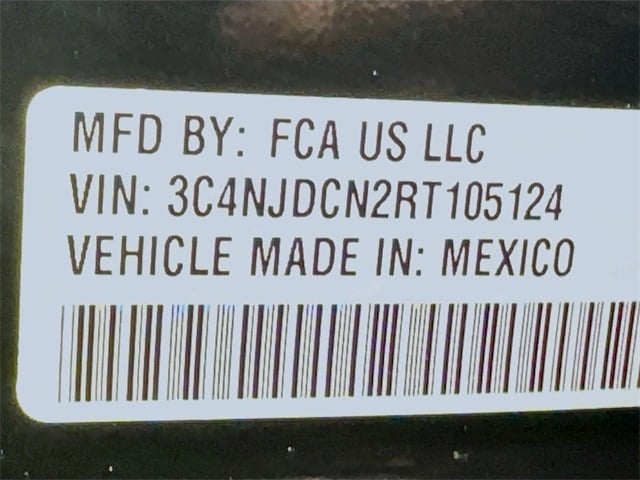 MFD BY: FCA US LLC
VIN: 3C4NJDCN2RT105124
VEHICLE MADE IN: MEXICO